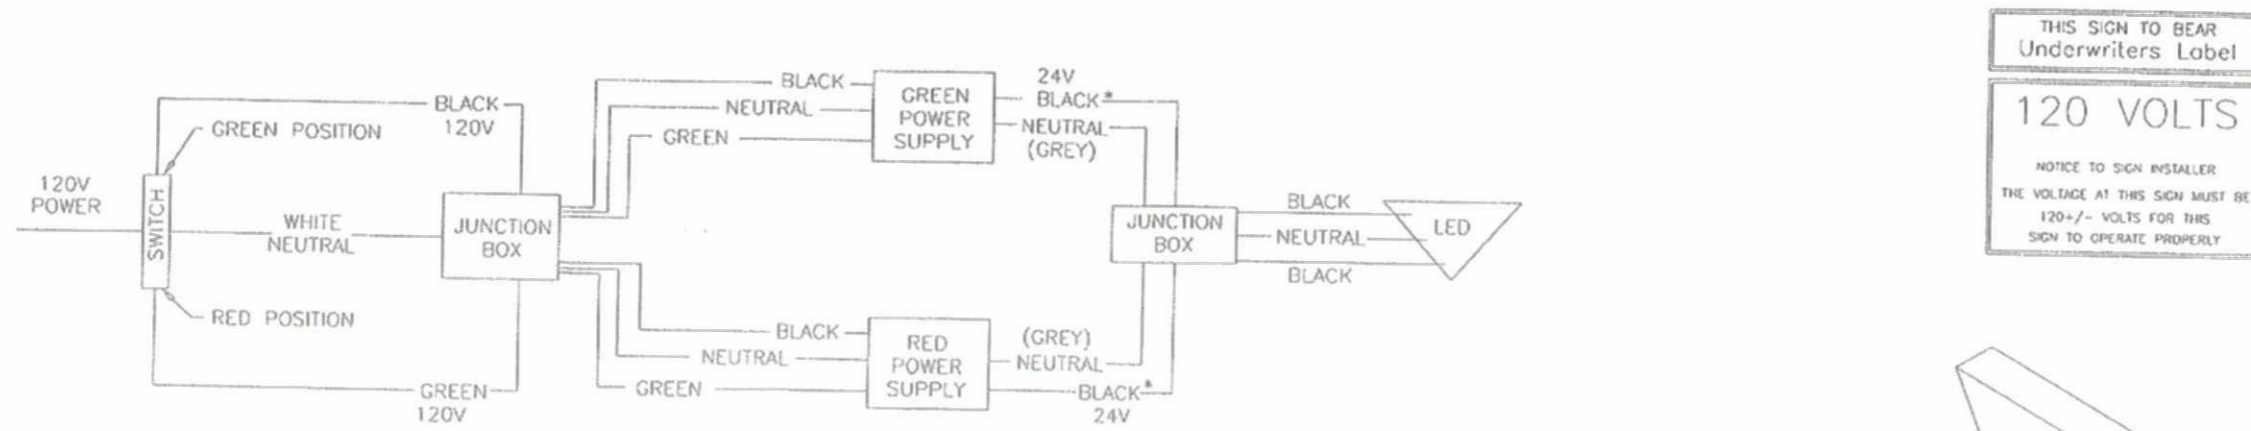 120V
POWER
SWITCH
GREEN POSITION
RED POSITION
BLACK
120V
WHITE
NEUTRAL
GREEN
120V
JUNCTION
BOX
BLACK
NEUTRAL
GREEN
GREEN
POWER
SUPPLY
24V
BLACK*
NEUTRAL
(GREY)
BLACK
NEUTRAL
GREEN
RED
POWER
SUPPLY
(GREY)
NEUTRAL
BLACK*
24V
JUNCTION
BOX
BLACK
NEUTRAL
BLACK
LED
THIS SIGN TO BEAR
Underwriters Label
120 VOLTS
NOTICE TO SIGN INSTALLER
THE VOLTAGE AT THIS SIGN MUST BE
120+/- VOLTS FOR THIS
SIGN TO OPERATE PROPERLY